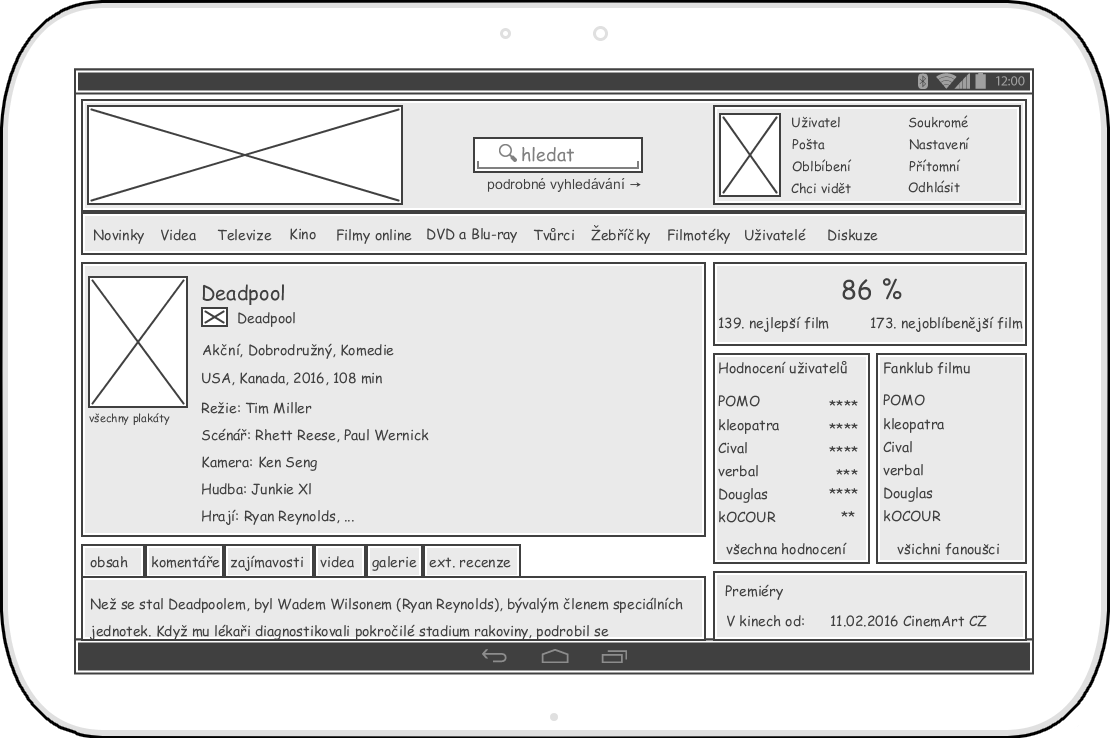 12:00
hledat
podrobné vyhledávání →
Uživatel Soukromé
Pošta Nastavení
Oblbíbení Přítomní
Chci vidět Odhlásit
Novinky Videa Televize Kino Filmy online DVD a Blu-ray Tvůrci Žebříčky Filmotéky Uživatelé Diskuze
Deadpool
Deadpool
Akční, Dobrodružný, Komedie
USA, Kanada, 2016, 108 min
všechny plakáty
Režie: Tim Miller
Scénář: Rhett Reese, Paul Wernick
Kamera: Ken Seng
Hudba: Junkie Xl
Hrají: Ryan Reynolds, ...
86 %
139. nejlepší film 173. nejoblíbenější film
Hodnocení uživatelů
POMO ****
kleopatra ****
Cival ****
verbal ***
Douglas ****
kOCOUR **
všechna hodnocení
Fanklub filmu
POMO
kleopatra
Cival
verbal
Douglas
kOCOUR
všichni fanoušci
obsah komentáře zajímavosti videa galerie ext. recenze
Než se stal Deadpoolem, byl Wadem Wilsonem (Ryan Reynolds), bývalým členem speciálních
jednotek. Když mu lékaři diagnostikovali pokročilé stadium rakoviny, podrobil se
Premiéry
V kinech od: 11.02.2016 CinemArt CZ